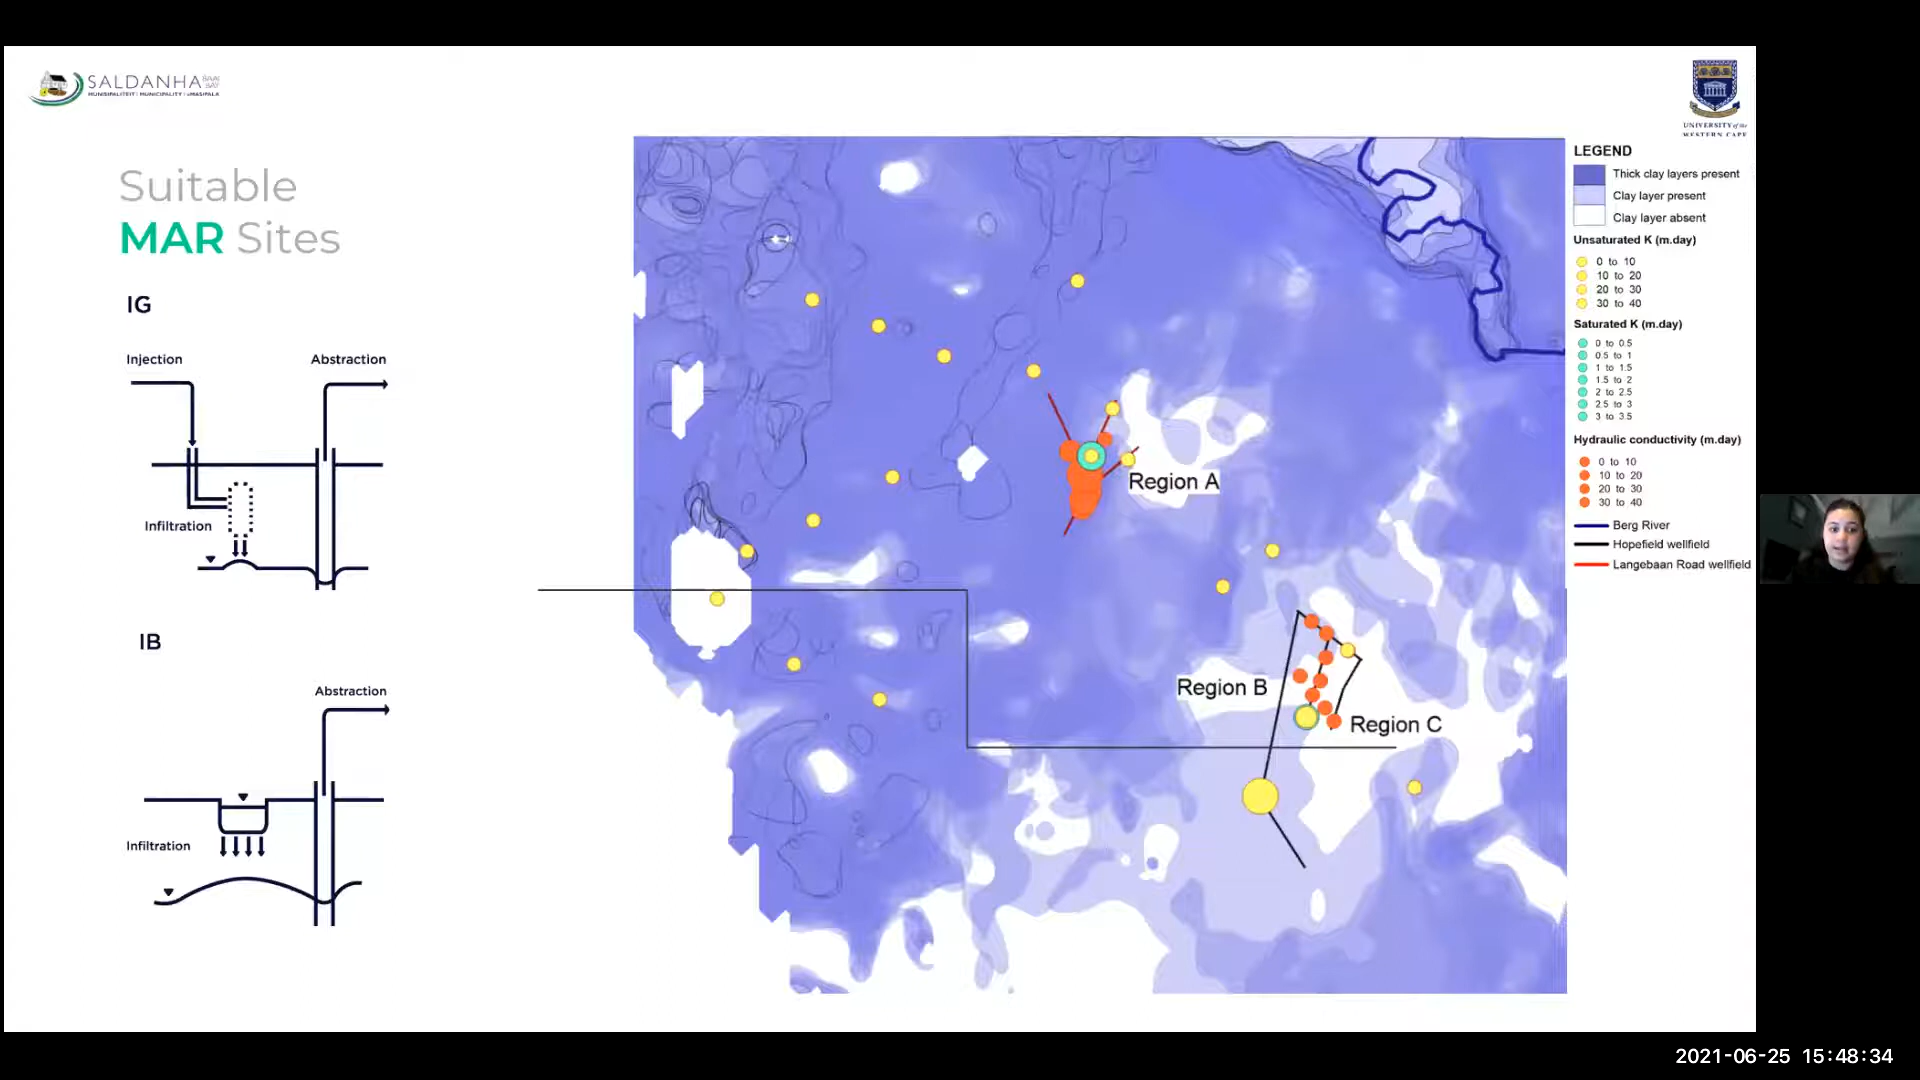 SALDANHA
MUNISIPALITEIT | MUNICIPALITY | UMASIPALA
UNIVERSITY of the
WESTERN CAPE
Suitable
MAR Sites
IG
Injection
Abstraction
Infiltration
IB
Abstraction
Infiltration
Region A
Region B
Region C
LEGEND
Thick clay layers present
Clay layer present
Clay layer absent
Unsaturated K (m.day)
0 to 10
10 to 20
20 to 30
30 to 40
Saturated K (m.day)
0 to 0.5
0.5 to 1
1 to 1.5
1.5 to 2
2 to 2.5
2.5 to 3
3 to 3.5
Hydraulic conductivity (m.day)
0 to 10
10 to 20
20 to 30
30 to 40
Berg River
Hopefield wellfield
Langebaan Road wellfield
2021-06-25 15:48:34